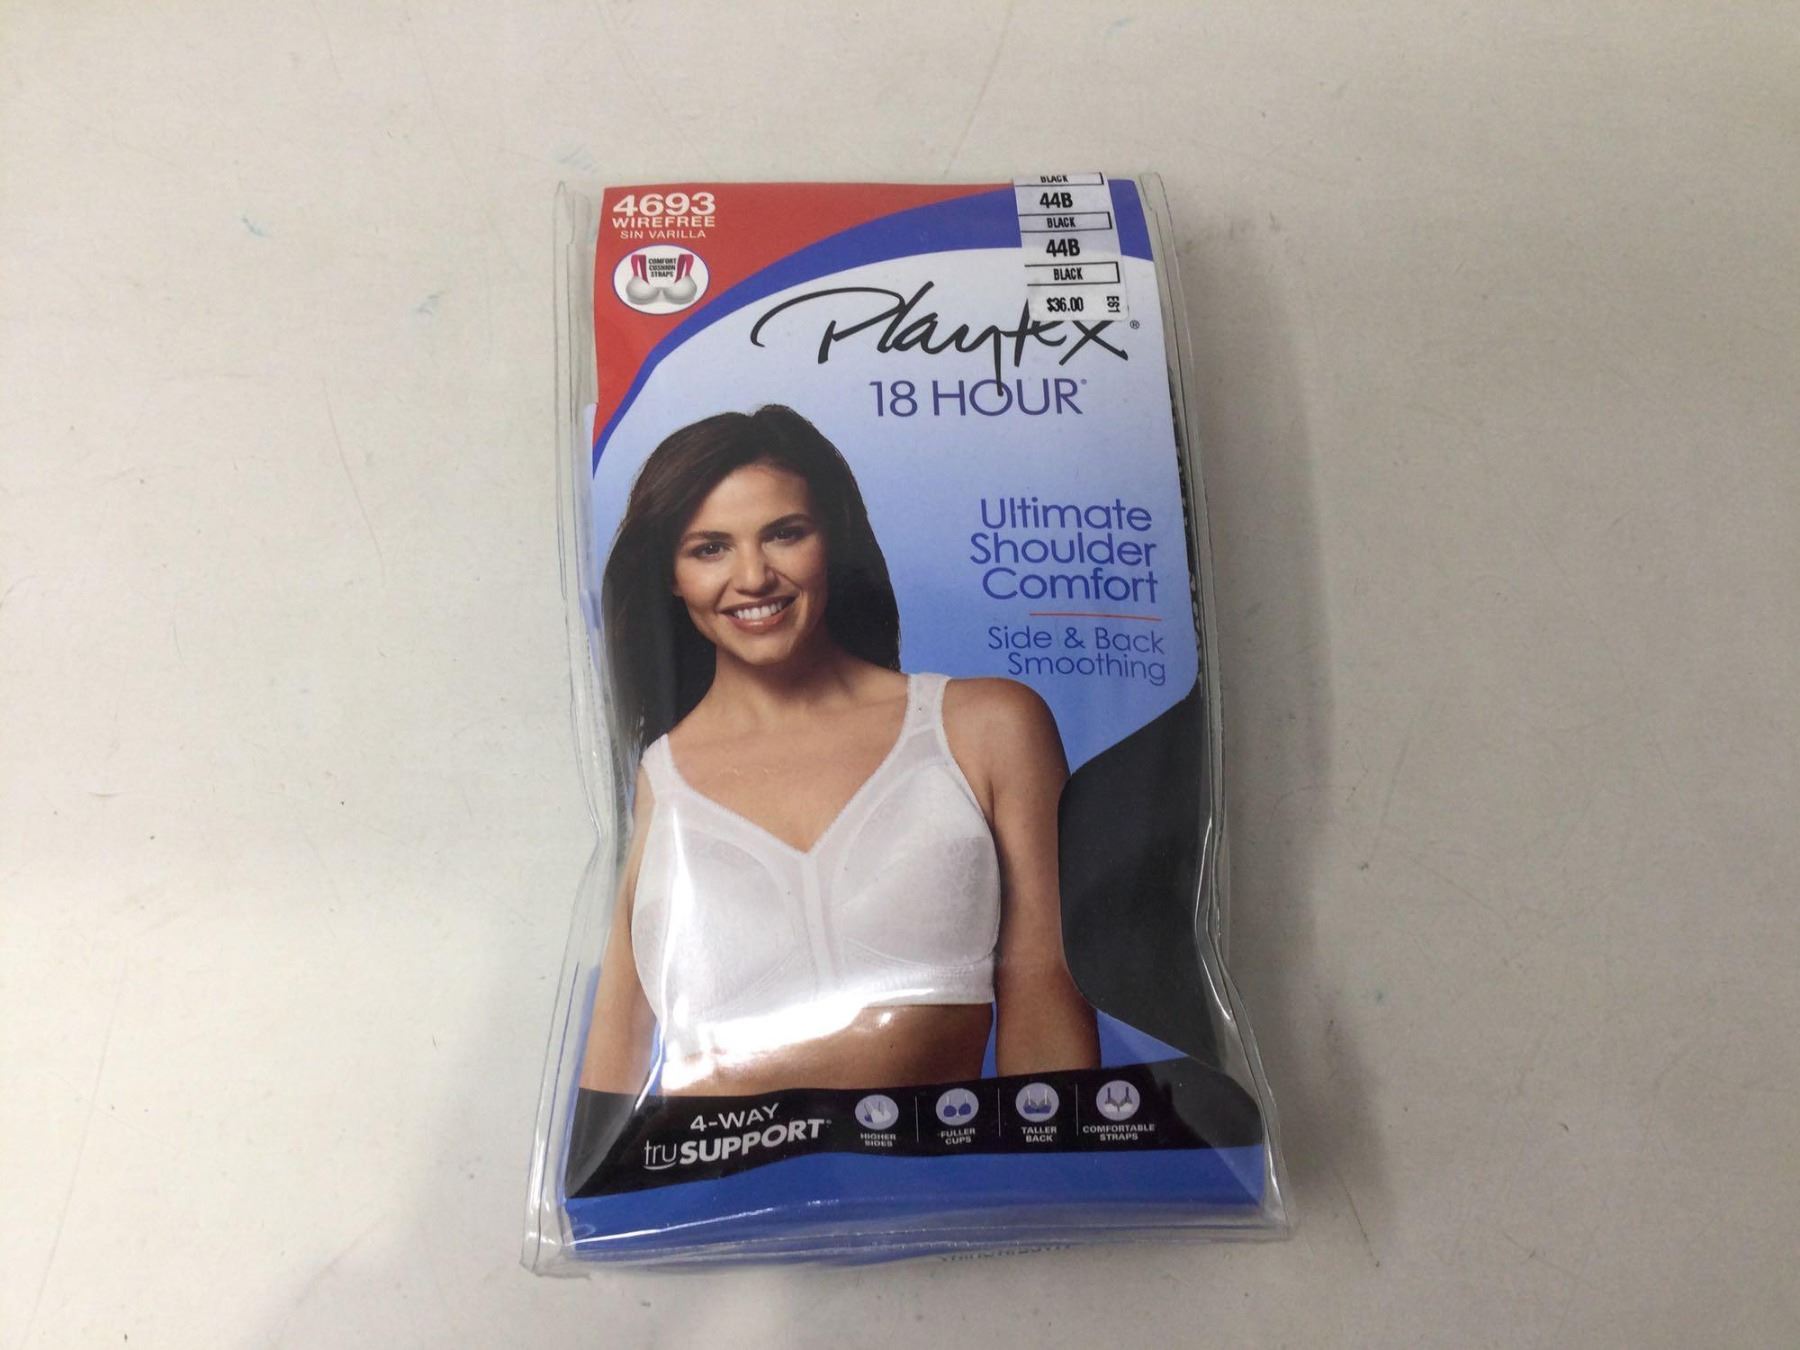 4693
WIREFREE
SIN VARILLA
COMFORT
CUSHION
STRAPS
BLACK
44B
BLACK
44B
BLACK
$36.00 ES1
Playtex®
18 HOUR®
Ultimate
Shoulder
Comfort
Side & Back
Smoothing
4-WAY
truSUPPORT
HIGHER
SIDES
FULLER
CUPS
TALLER
BACK
COMFORTABLE
STRAPS